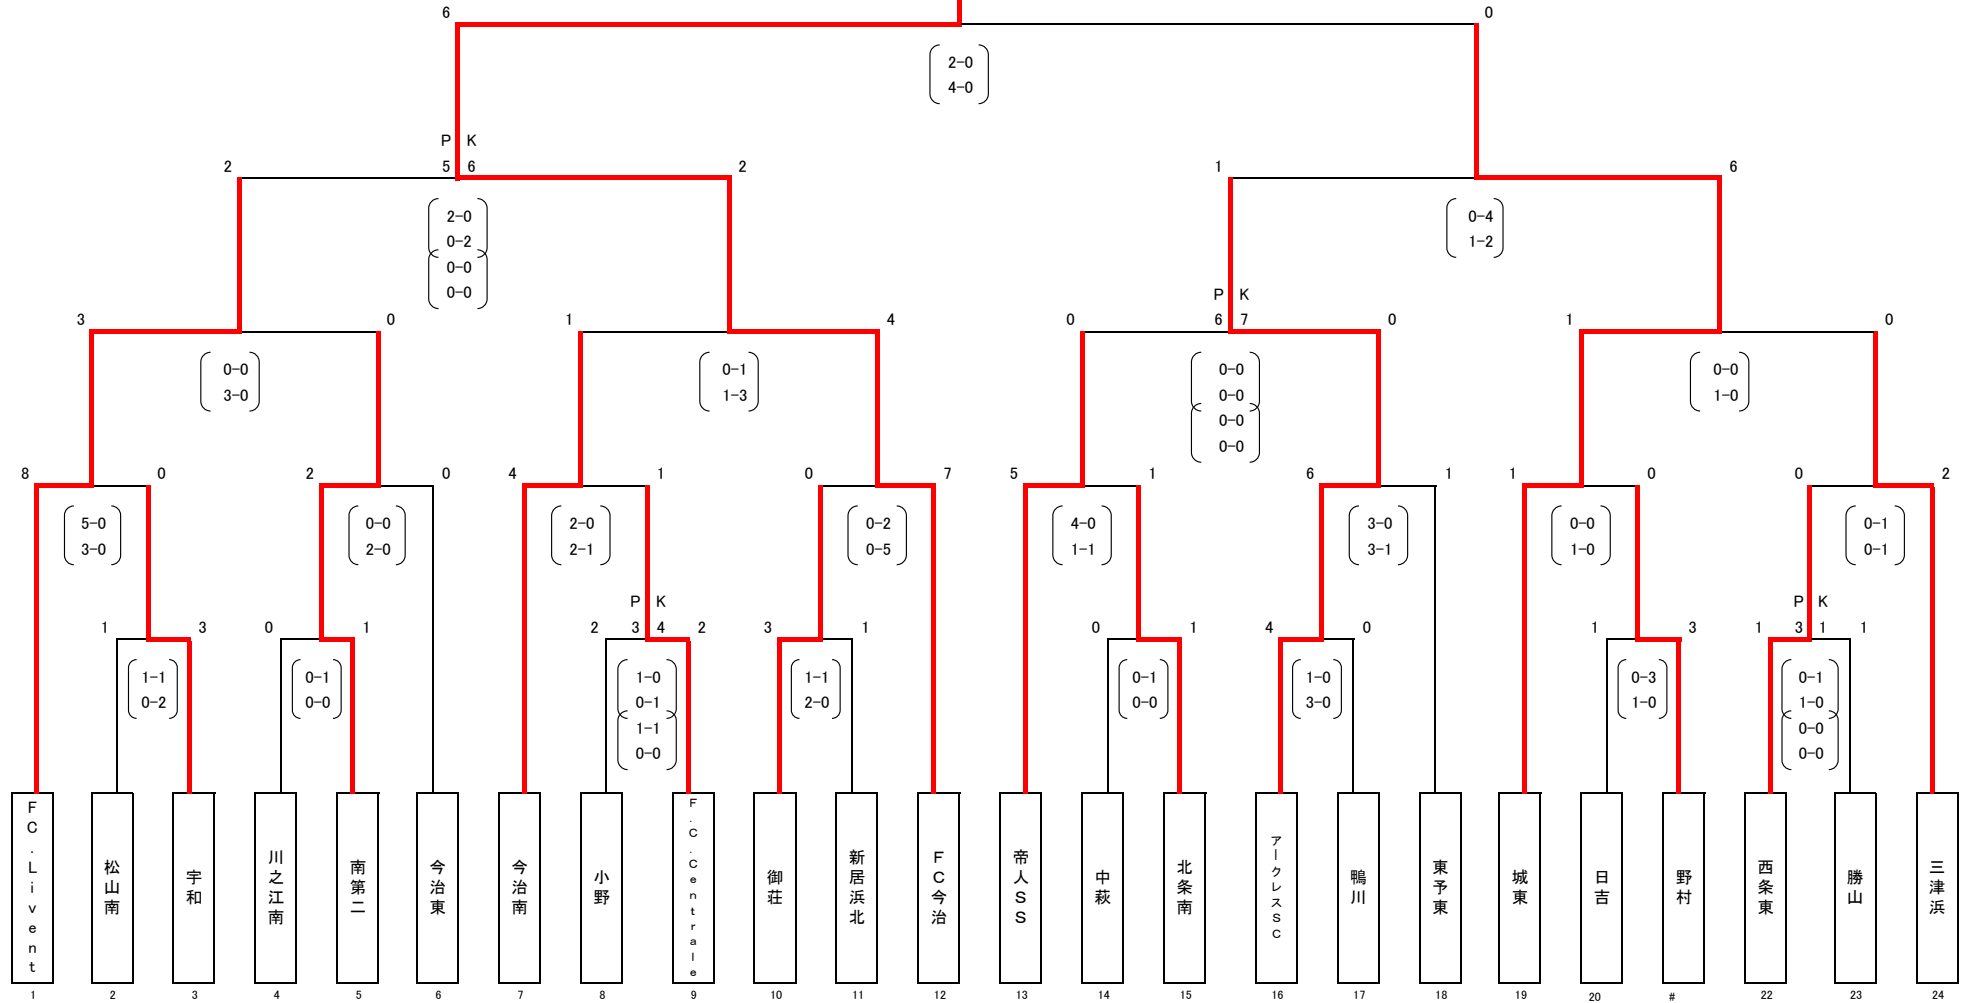 6 0
2-0
4-0
P K
2 5 6 2 1 6
2-0 0-4
0-2 1-2
0-0
0-0
P K
3 0 1 4 0 6 7 0 1 0
0-0 0-1 0-0 0-0
3-0 1-3 0-0 1-0
0-0
0-0
8 0 2 0 4 1 0 7 5 1 6 1 1 0 0 2
5-0 0-0 2-0 0-2 4-0 3-0 0-0 0-1
3-0 2-0 2-1 0-5 1-1 3-1 1-0 0-1
P K P K
1 3 0 1 2 3 4 2 3 1 0 1 4 0 1 3 1 3 1 1
1-1 0-1 1-0 1-1 0-1 1-0 0-3 0-1
0-2 0-0 0-1 2-0 0-0 3-0 1-0 1-0
1-1 0-0
0-0 0-0
FC.Livent
松山南
宇和
川之江南
南第二
今治東
今治南
小野
F.C.Centrale
御荘
新居浜北
FC今治
帝人SS
中萩
北条南
アークレスSC
鴨川
東予東
城東
日吉
野村
西条東
勝山
三津浜
1 2 3 4 5 6 7 8 9 10 11 12 13 14 15 16 17 18 19 20 # 22 23 24